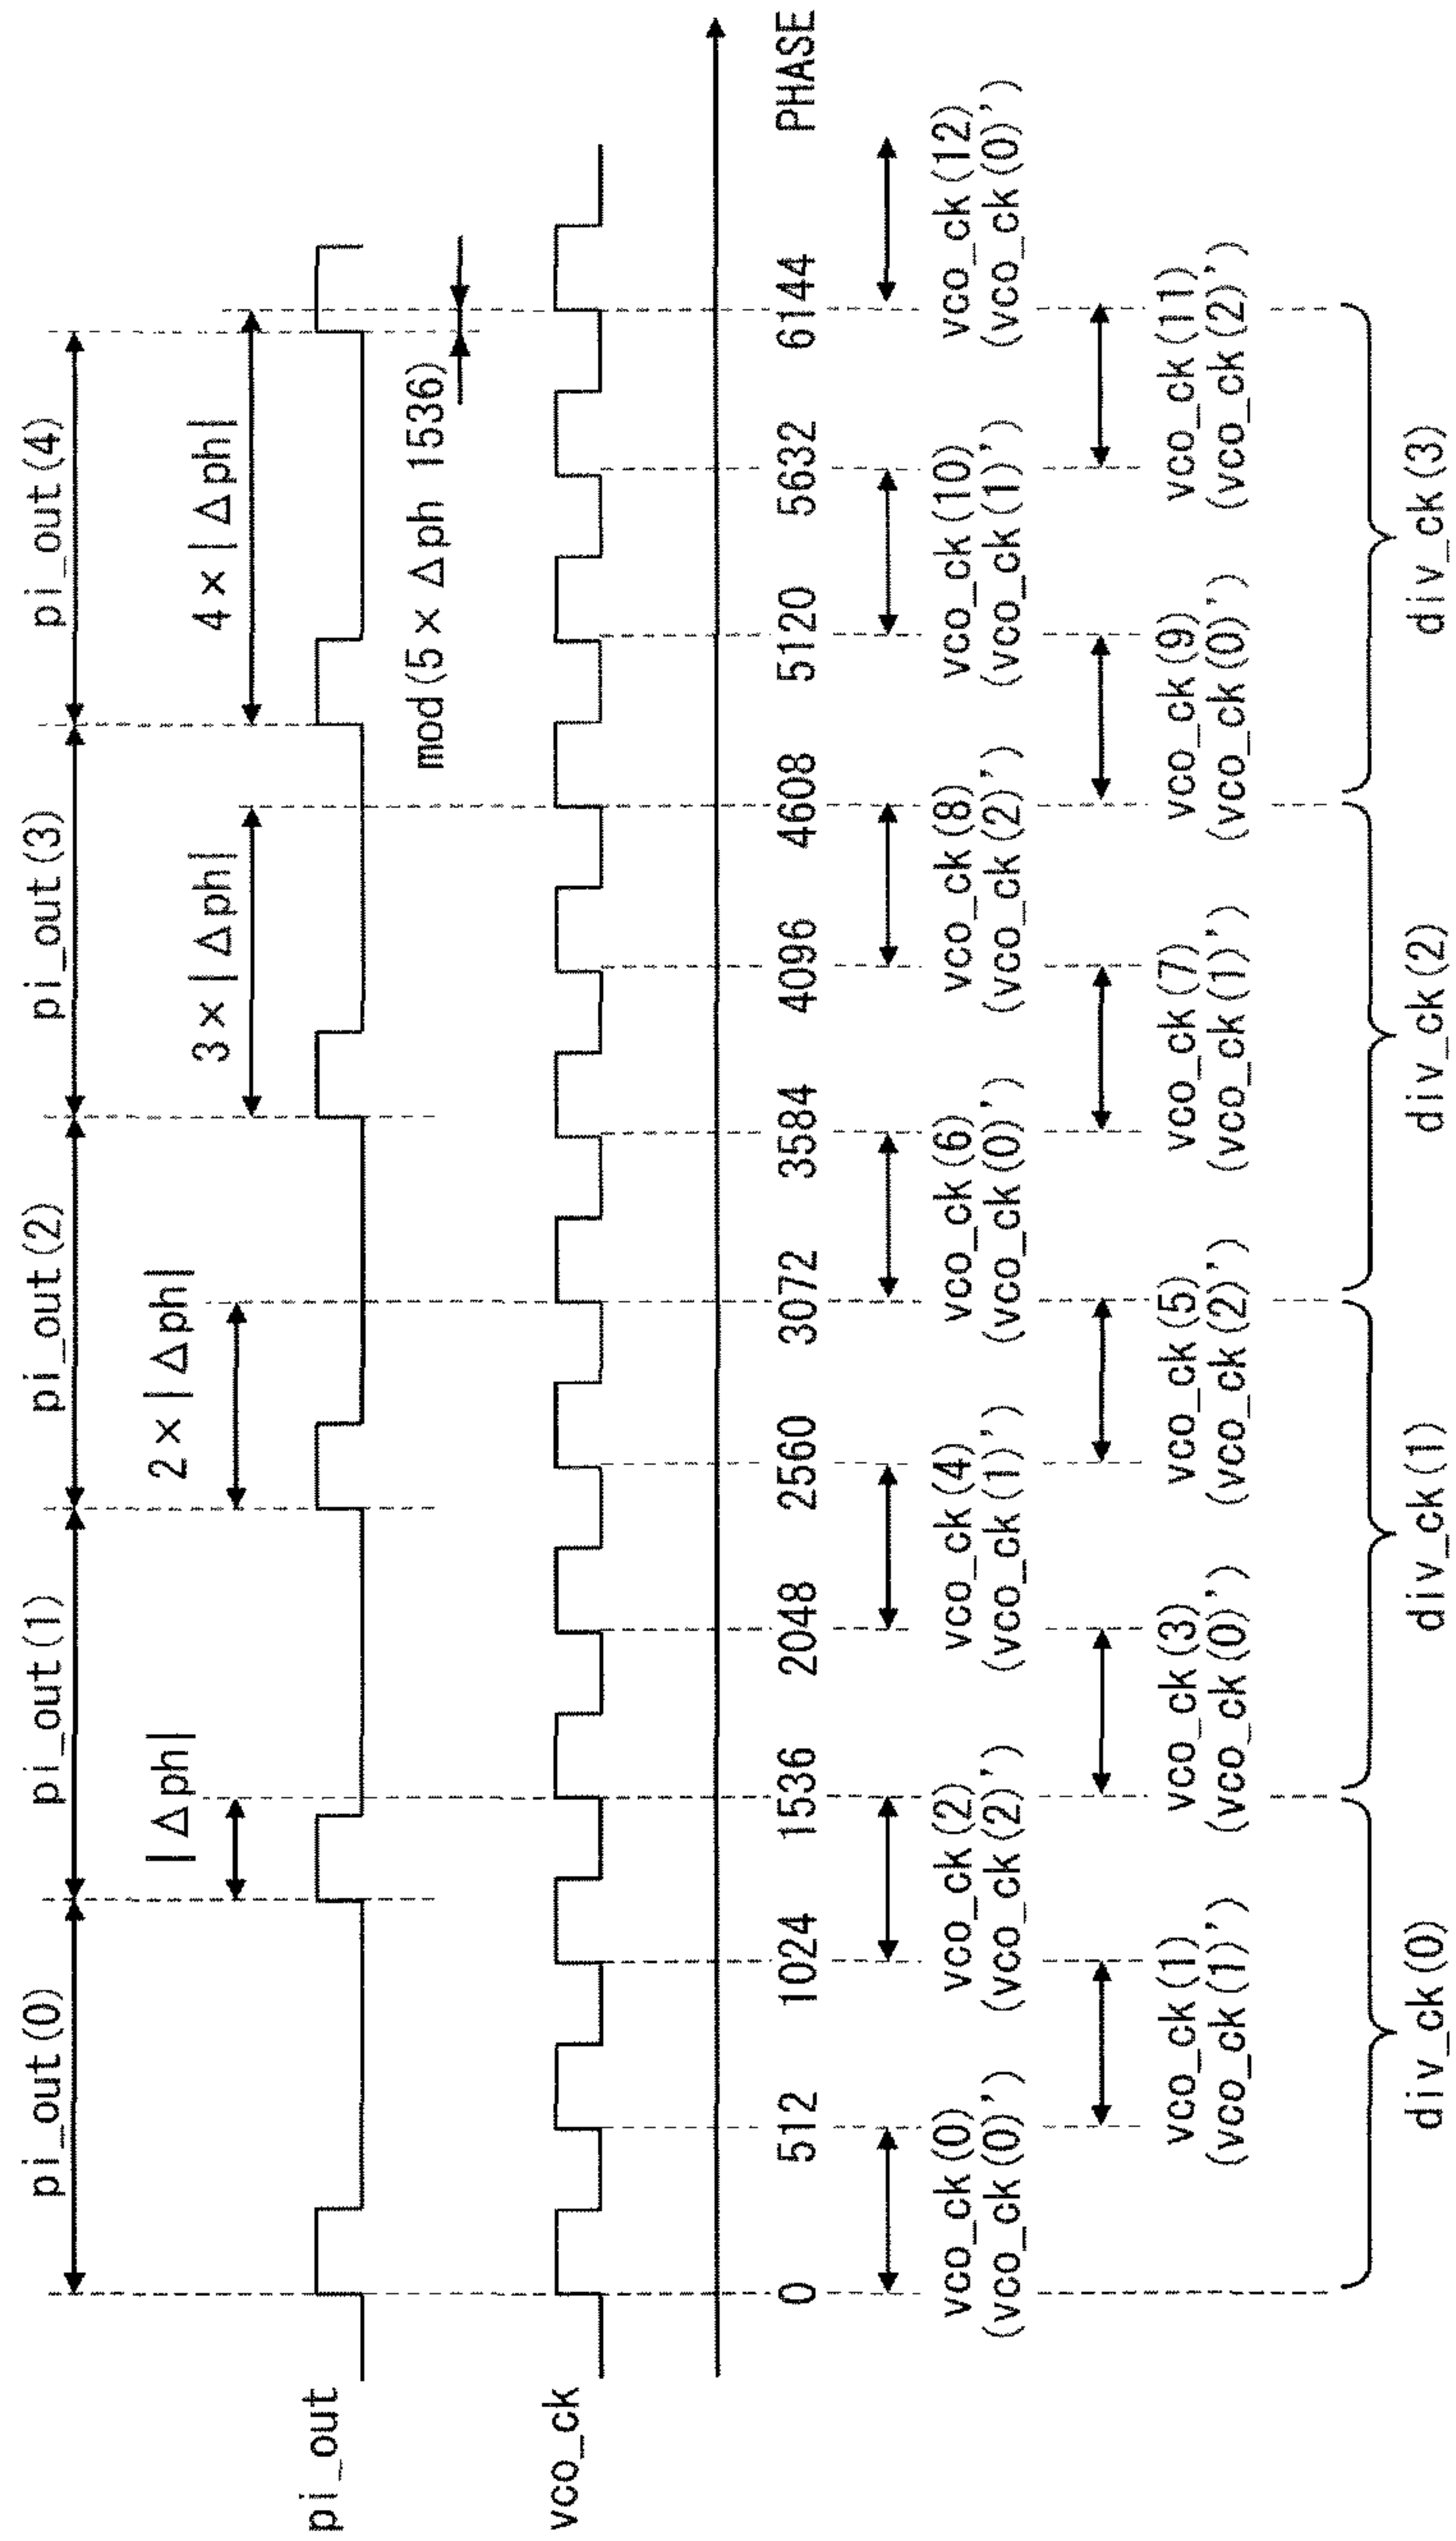 pi_out(0) pi_out(1) pi_out(2) pi_out(3) pi_out(4)
|Δph| 2×|Δph| 3×|Δph| 4×|Δph|
pi_out
mod(5×Δph 1536)
vco_ck
0 512 1024 1536 2048 2560 3072 3584 4096 4608 5120 5632 6144 PHASE
vco_ck(0) vco_ck(2) vco_ck(4) vco_ck(6) vco_ck(8) vco_ck(10) vco_ck(12)
(vco_ck(0)') (vco_ck(2)') (vco_ck(1)') (vco_ck(0)') (vco_ck(2)') (vco_ck(1)') (vco_ck(0)')
vco_ck(1) vco_ck(3) vco_ck(5) vco_ck(7) vco_ck(9) vco_ck(11)
(vco_ck(1)') (vco_ck(0)') (vco_ck(2)') (vco_ck(1)') (vco_ck(0)') (vco_ck(2)')
div_ck(0) div_ck(1) div_ck(2) div_ck(3)